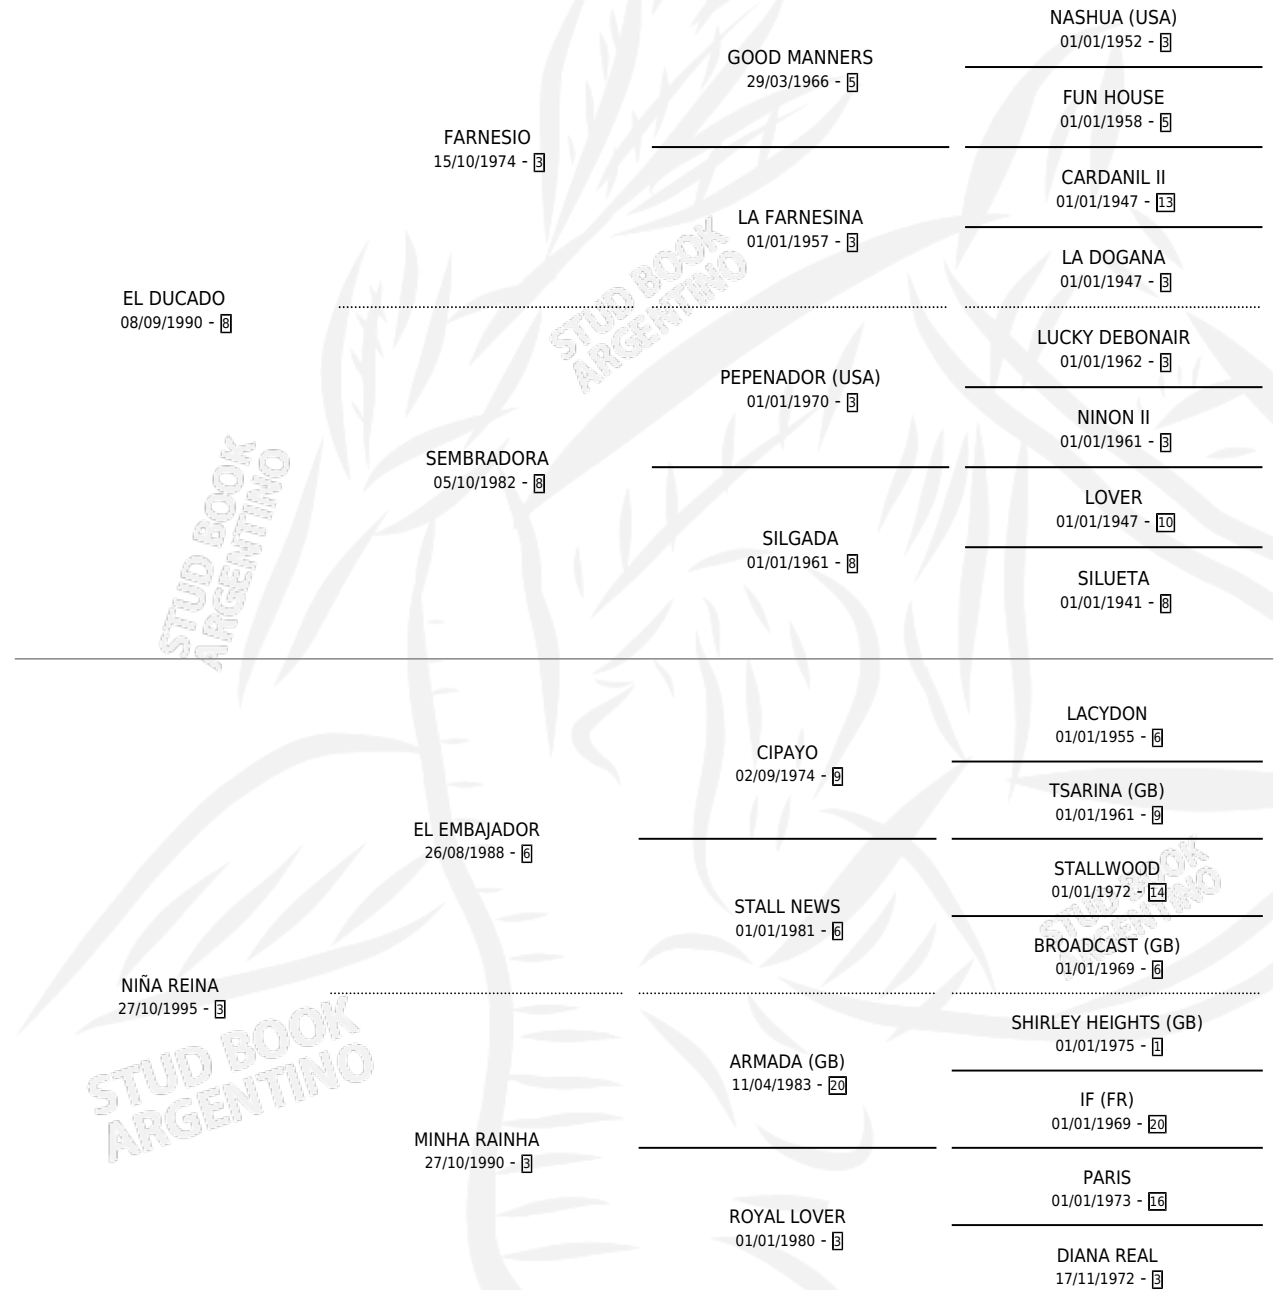 NASHUA (USA)
01/01/1952 - 3
GOOD MANNERS
29/03/1966 - 5
FUN HOUSE
01/01/1958 - 5
FARNESIO
15/10/1974 - 3
CARDANIL II
01/01/1947 - 13
LA FARNESINA
01/01/1957 - 3
LA DOGANA
01/01/1947 - 3
EL DUCADO
08/09/1990 - 8
LUCKY DEBONAIR
01/01/1962 - 3
PEPENADOR (USA)
01/01/1970 - 3
NINON II
01/01/1961 - 3
SEMBRADORA
05/10/1982 - 8
LOVER
01/01/1947 - 10
SILGADA
01/01/1961 - 8
SILUETA
01/01/1941 - 8
LACYDON
01/01/1955 - 6
CIPAYO
02/09/1974 - 9
TSARINA (GB)
01/01/1961 - 9
EL EMBAJADOR
26/08/1988 - 6
STALLWOOD
01/01/1972 - 14
STALL NEWS
01/01/1981 - 6
BROADCAST (GB)
01/01/1969 - 6
NIÑA REINA
27/10/1995 - 3
SHIRLEY HEIGHTS (GB)
01/01/1975 - 1
ARMADA (GB)
11/04/1983 - 20
IF (FR)
01/01/1969 - 20
MINHA RAINHA
27/10/1990 - 3
PARIS
01/01/1973 - 16
ROYAL LOVER
01/01/1980 - 3
DIANA REAL
17/11/1972 - 3
STUD BOOK
ARGENTINO
STUD BOOK
ARGENTINO
STUD BOOK
ARGENTINO
STUD BOOK
ARGENTINO